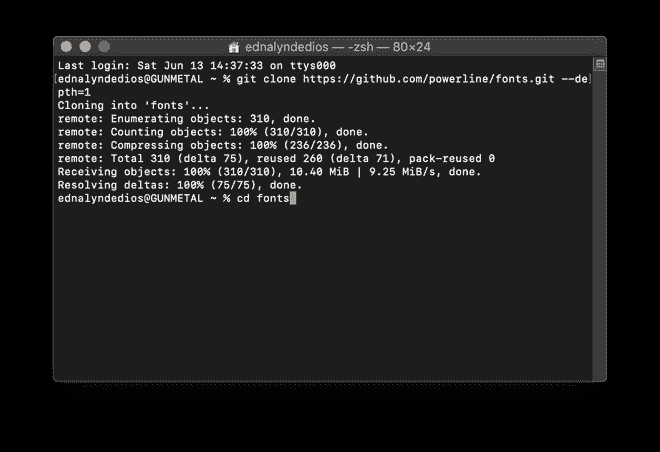 ednalyndedios — -zsh — 80×24
Last login: Sat Jun 13 14:37:33 on ttys000
[ednalyndedios@GUNMETAL ~ % git clone https://github.com/powerline/fonts.git --de]
pth=1
Cloning into 'fonts'...
remote: Enumerating objects: 310, done.
remote: Counting objects: 100% (310/310), done.
remote: Compressing objects: 100% (236/236), done.
remote: Total 310 (delta 75), reused 260 (delta 71), pack-reused 0
Receiving objects: 100% (310/310), 10.40 MiB | 9.25 MiB/s, done.
Resolving deltas: 100% (75/75), done.
ednalyndedios@GUNMETAL ~ % cd fonts